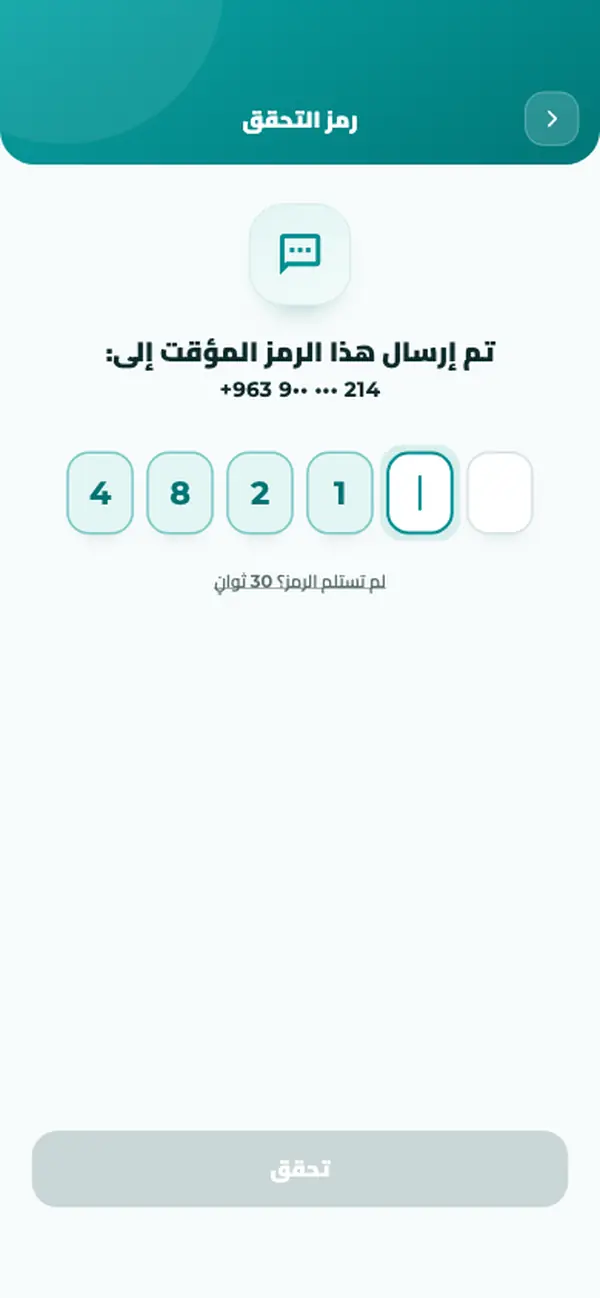 رمز التحقق
تم إرسال هذا الرمز المؤقت إلى:
+963 9•• ••• 214
4 8 2 1
لم تستلم الرمز؟ 30 ثوانٍ
تحقق